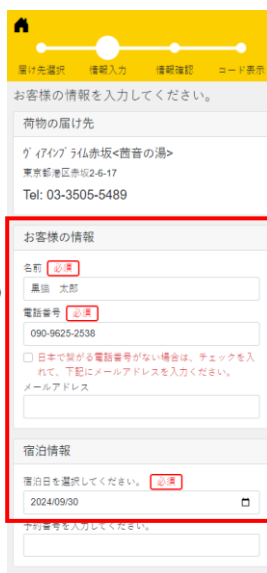 届け先選択 情報入力 情報確認 コード表示
お客様の情報を入力してください。
荷物の届け先
ヴィアインプライム赤坂<茜音の湯>
東京都港区赤坂2-6-17
Tel: 03-3505-5489
お客様の情報
名前 必須
黒猫 太郎
電話番号 必須
090-9625-2538
日本で繋がる電話番号がない場合は、チェックを入
れて、下記にメールアドレスを入力ください。
メールアドレス
宿泊情報
宿泊日を選択してください。 必須
2024/09/30
予約番号を入力してください。